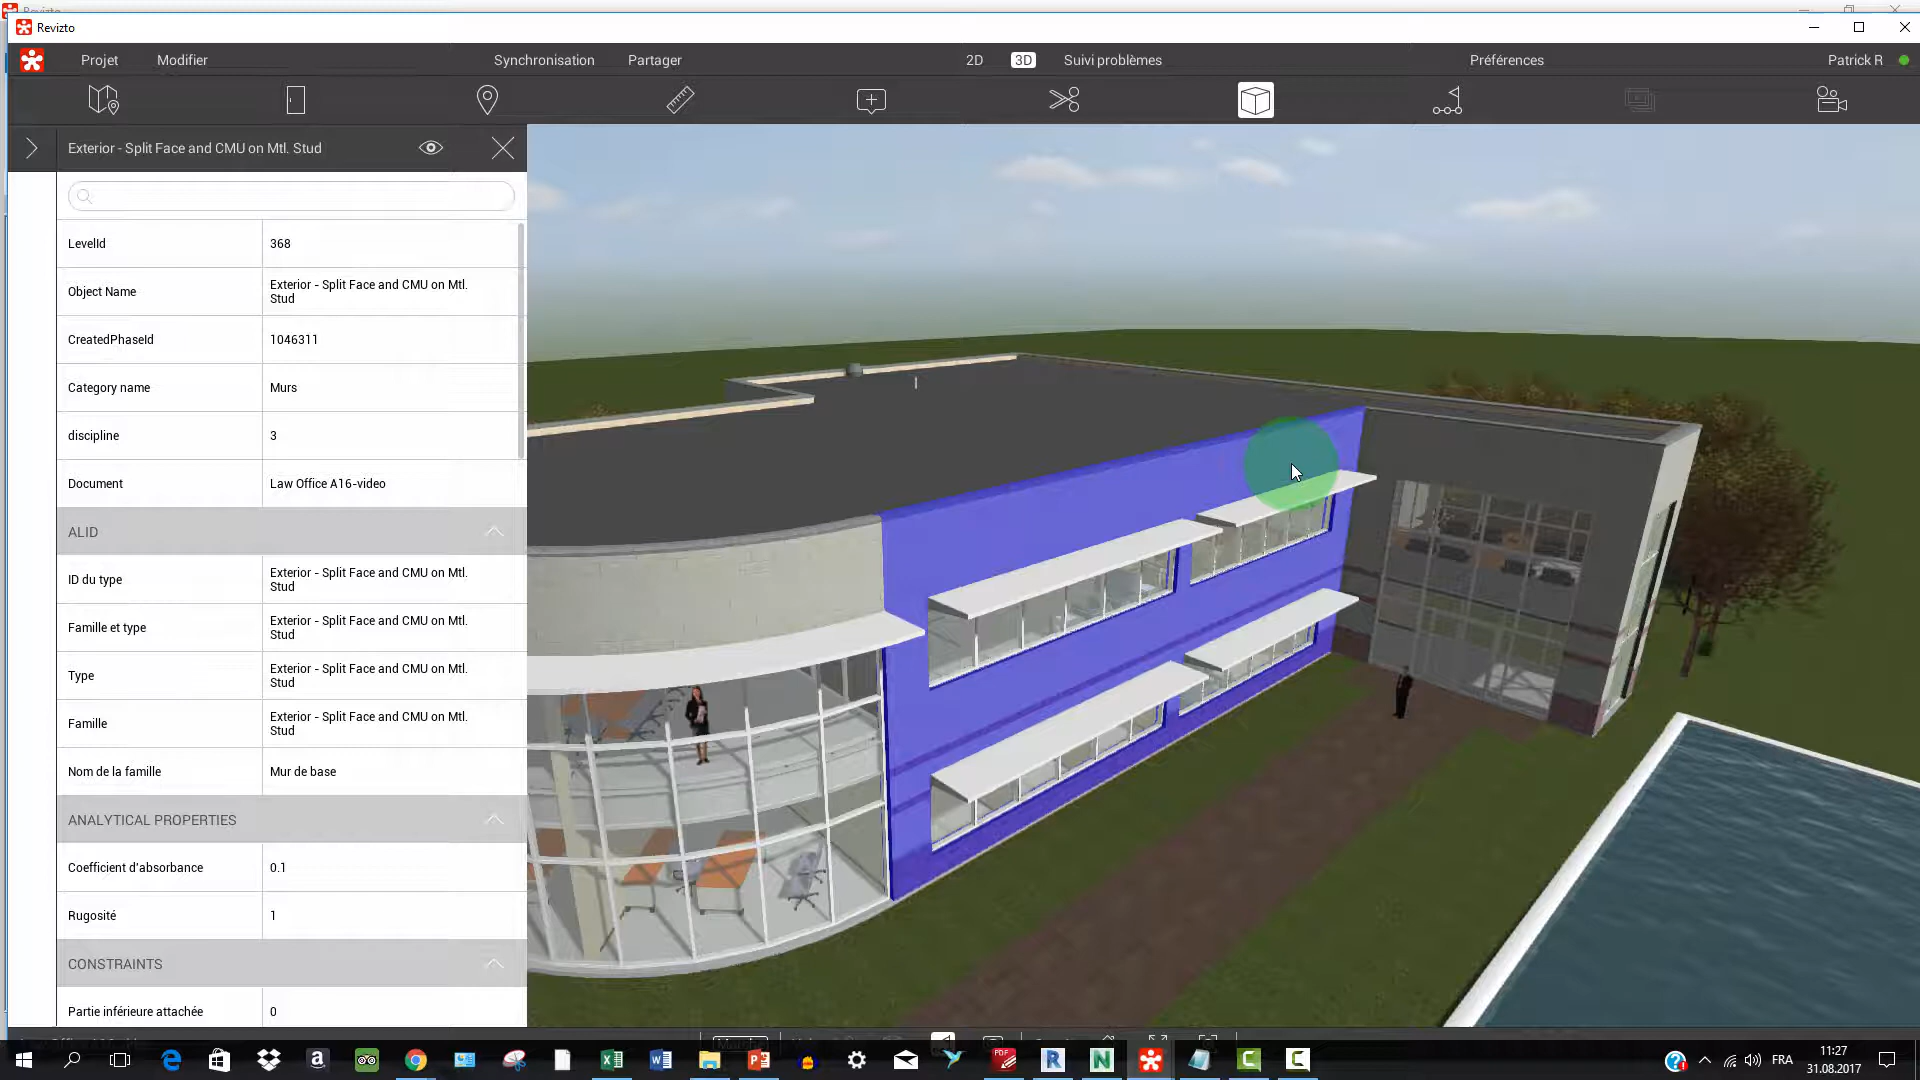 Revizto
Projet
Modifier
Synchronisation
Partager
2D
3D
Suivi problèmes
Préférences
Patrick R
Exterior - Split Face and CMU on Mtl. Stud
LevelId
368
Object Name
Exterior - Split Face and CMU on Mtl.
Stud
CreatedPhaseId
1046311
Category name
Murs
discipline
3
Document
Law Office A16-video
ALID
ID du type
Exterior - Split Face and CMU on Mtl.
Stud
Famille et type
Exterior - Split Face and CMU on Mtl.
Stud
Type
Exterior - Split Face and CMU on Mtl.
Stud
Famille
Exterior - Split Face and CMU on Mtl.
Stud
Nom de la famille
Mur de base
ANALYTICAL PROPERTIES
Coefficient d'absorbance
0.1
Rugosité
1
CONSTRAINTS
Partie inférieure attachée
0
FRA
11:27
31.08.2017